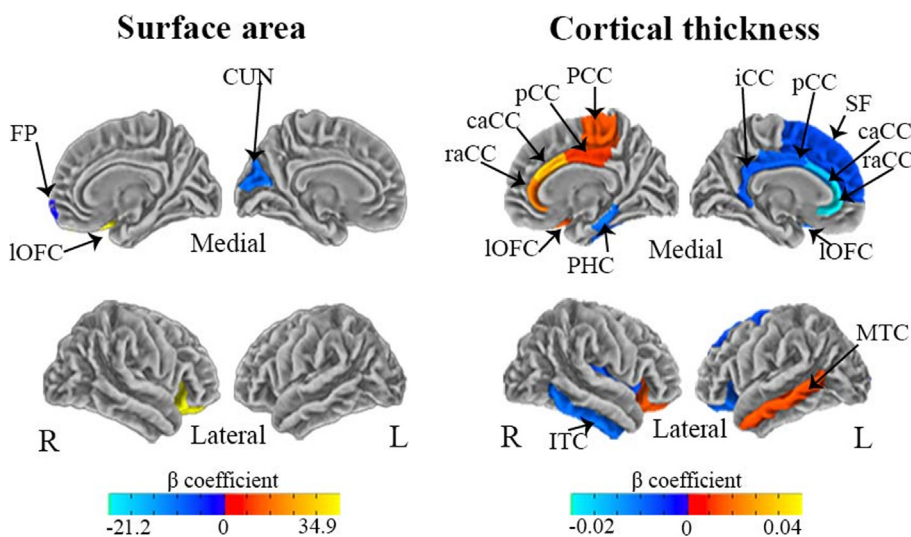 Surface area
CUN
FP
lOFC
Medial
R
Lateral
L
β coefficient
-21.2
0
34.9
Cortical thickness
PCC
pCC
caCC
raCC
lOFC
PHC
Medial
iCC
pCC
SF
caCC
raCC
lOFC
MTC
R
ITC
Lateral
L
β coefficient
-0.02
0
0.04